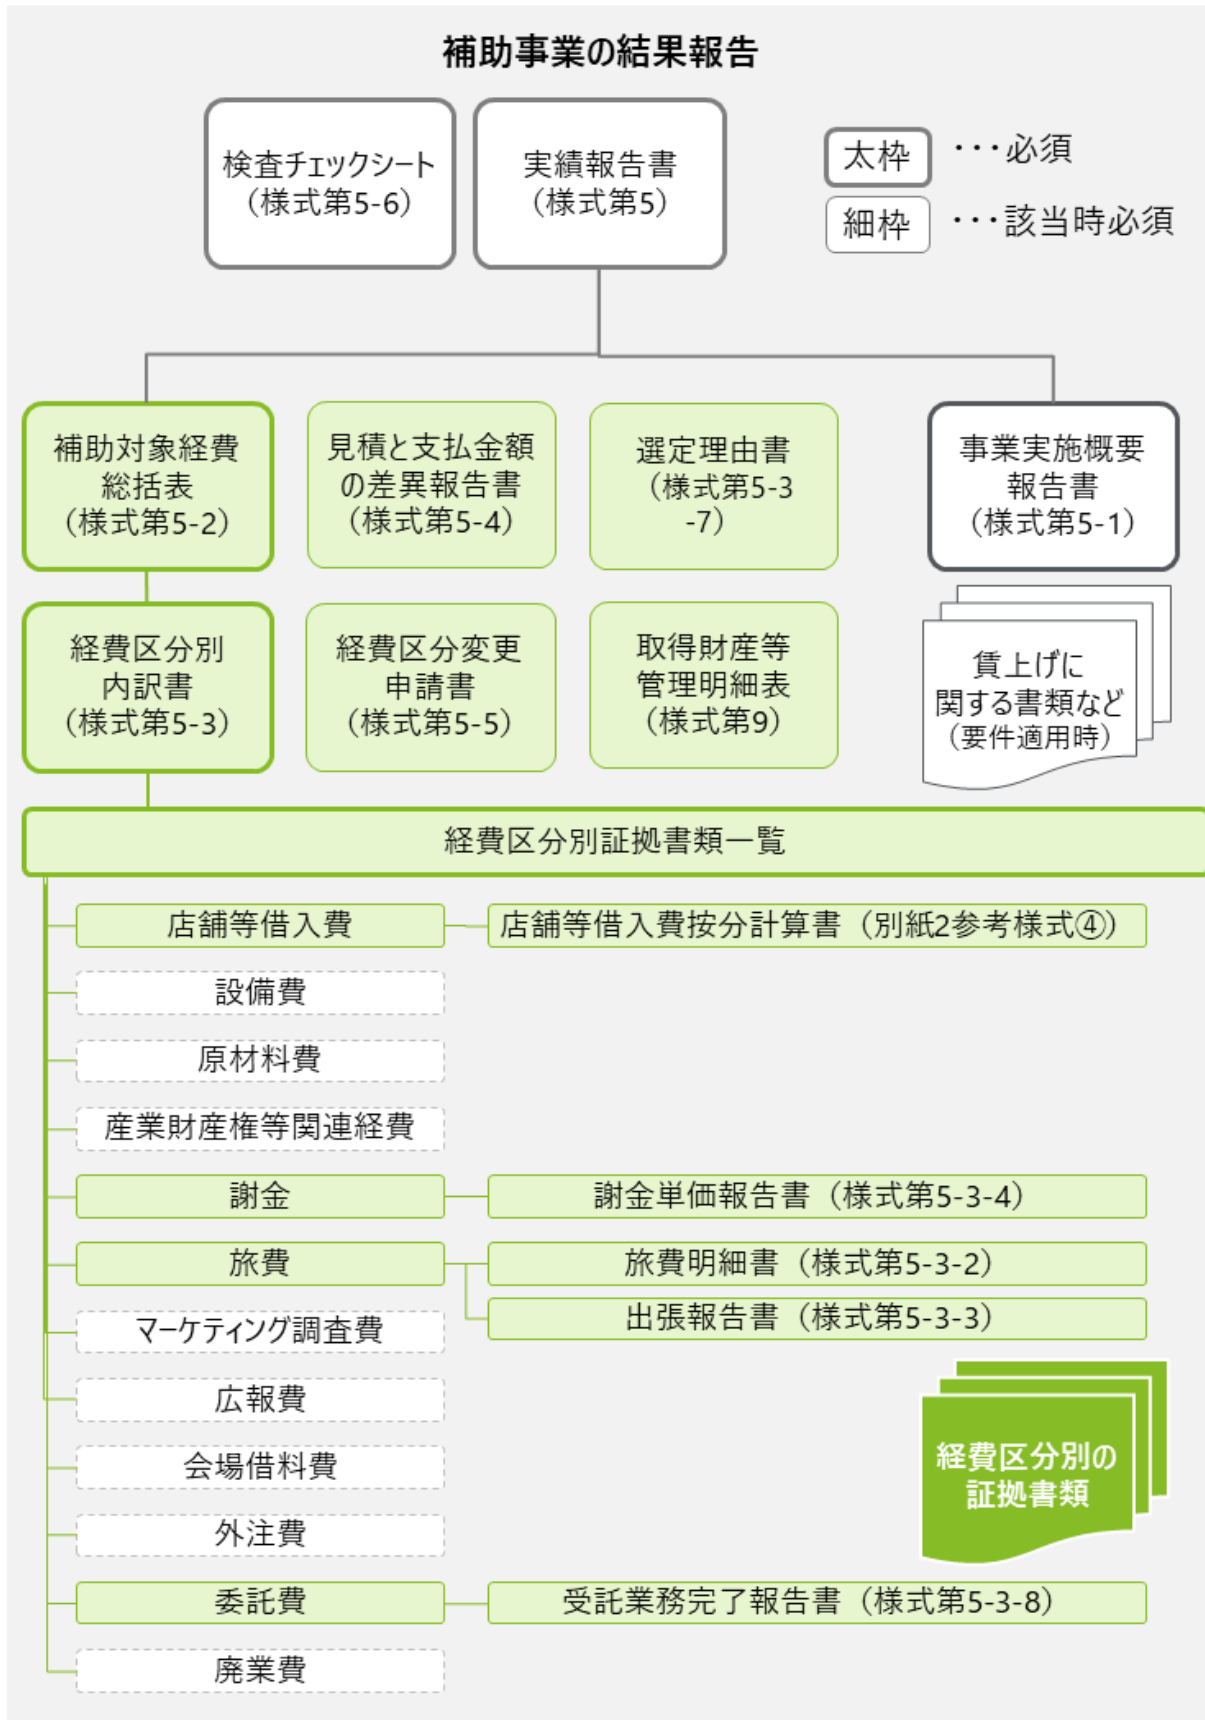 補助事業の結果報告
検査チェックシート
（様式第5-6）
実績報告書
（様式第5）
太枠
・・・必須
細枠
・・・該当時必須
補助対象経費
総括表
（様式第5-2）
見積と支払金額
の差異報告書
（様式第5-4）
選定理由書
（様式第5-3
-7）
事業実施概要
報告書
（様式第5-1）
経費区分別
内訳書
（様式第5-3）
経費区分変更
申請書
（様式第5-5）
取得財産等
管理明細表
（様式第9）
賃上げに
関する書類など
（要件適用時）
経費区分別証拠書類一覧
店舗等借入費
店舗等借入費按分計算書（別紙2参考様式④）
設備費
原材料費
産業財産権等関連経費
謝金
謝金単価報告書（様式第5-3-4）
旅費
旅費明細書（様式第5-3-2）
出張報告書（様式第5-3-3）
マーケティング調査費
広報費
会場借料費
経費区分別の
証拠書類
外注費
委託費
受託業務完了報告書（様式第5-3-8）
廃業費